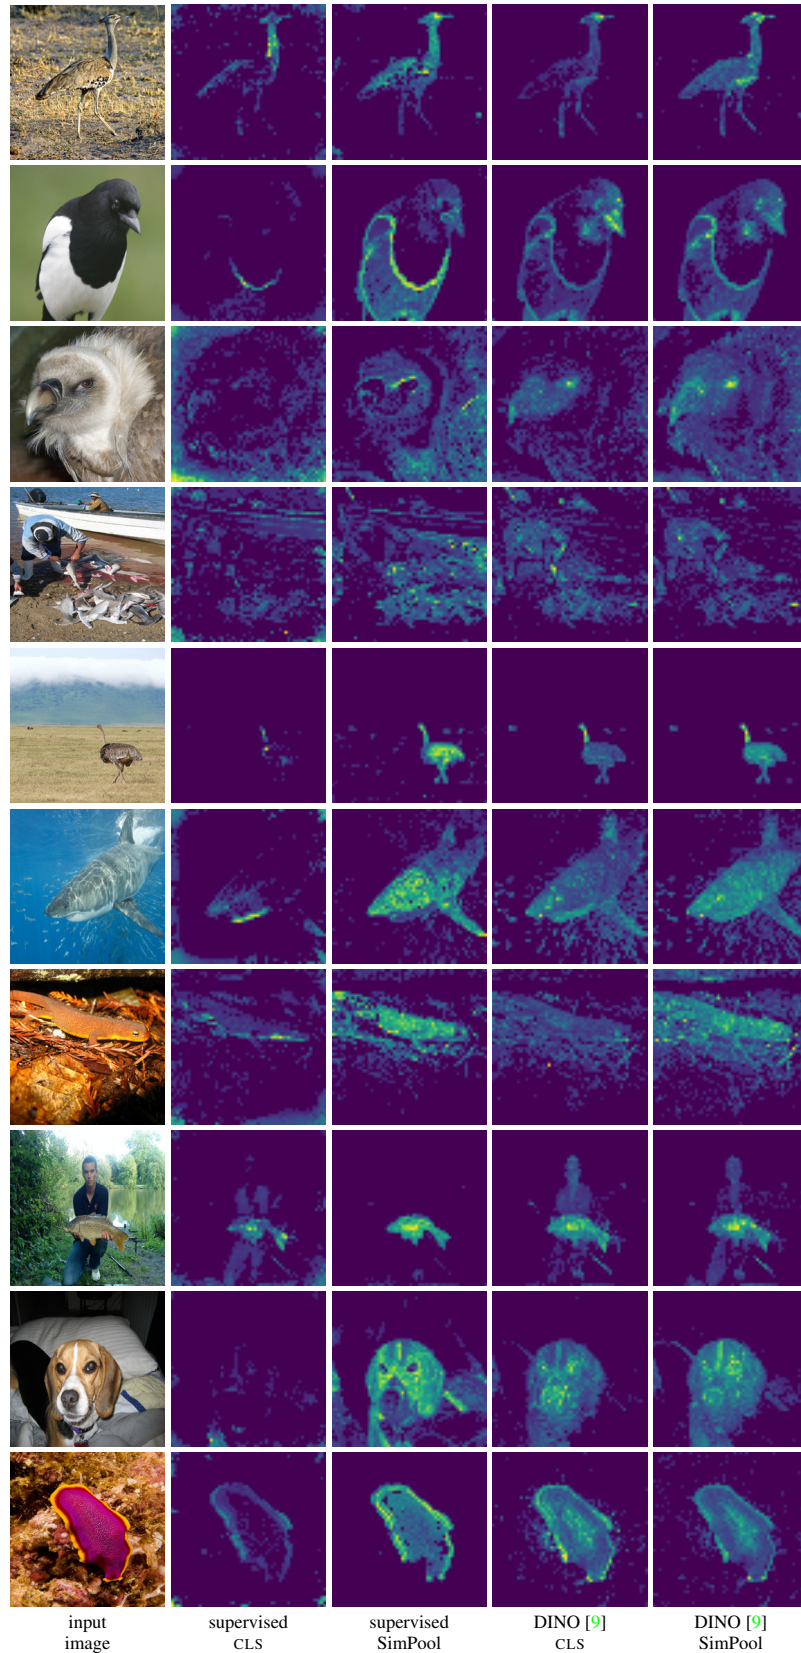 input
image
supervised
CLS
supervised
SimPool
DINO [9]
CLS
DINO [9]
SimPool